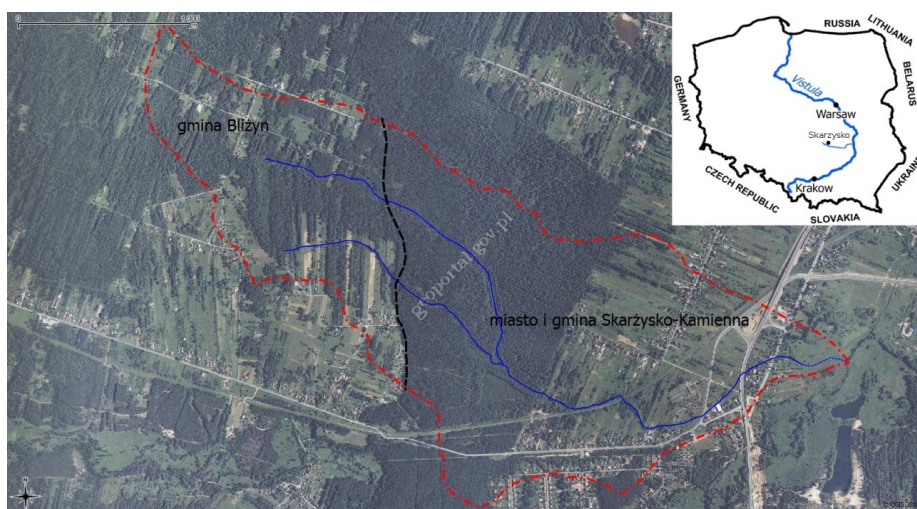 0
gmina Bliżyn
geoportal.gov.pl
miasto i gmina Skarżysko-Kamienna
RUSSIA
LITHUANIA
BELARUS
GERMANY
Vistula
Warsaw
Skarzysko
Krakow
CZECH REPUBLIC
SLOVAKIA